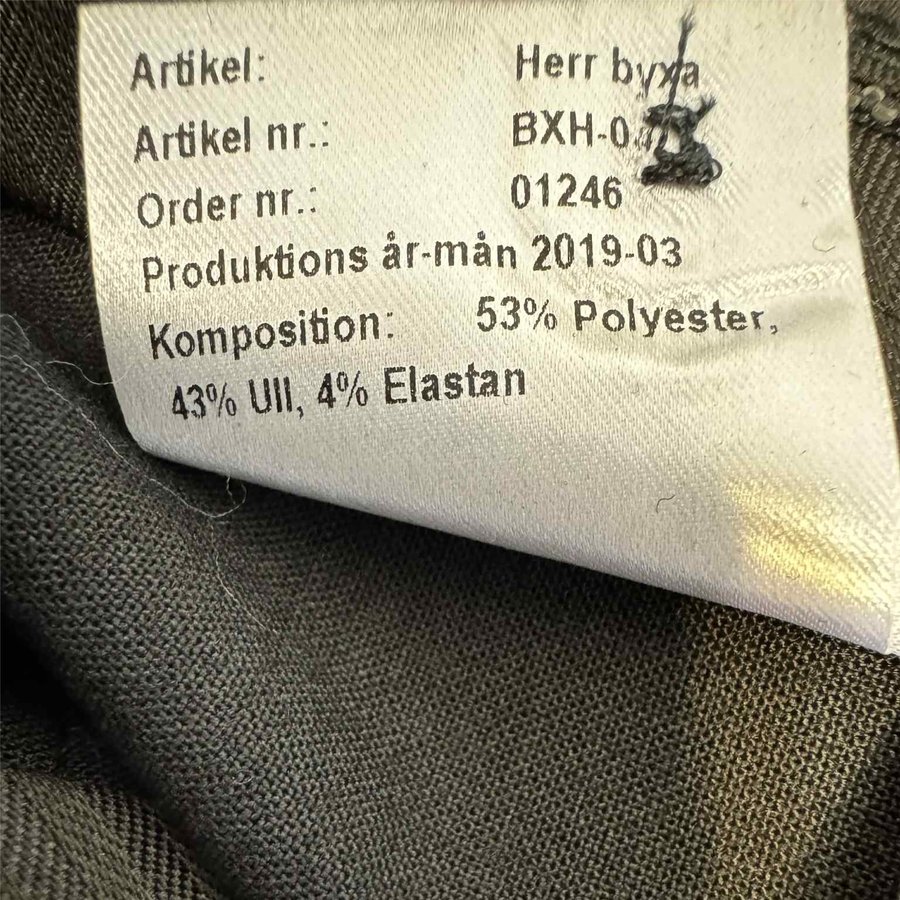 Artikel: Herr byxa
Artikel nr.:
Order nr.: 01246
Produktions år-mån 2019-03
Komposition: 53% Polyester,
43% Ull, 4% Elastan